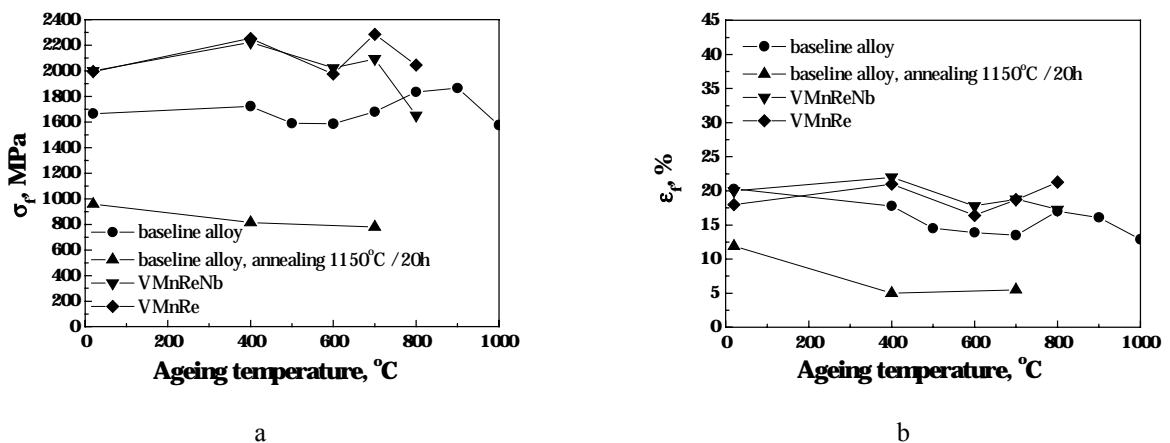 2400
2200
2000
1800
1600
1400
1200
1000
800
600
400
200
0
σf, MPa
baseline alloy
baseline alloy, annealing 1150°C / 20h
VMnReNb
VMnRe
0 200 400 600 800 1000
Ageing temperature, °C
a
45
40
35
30
25
20
15
10
5
0
εf, %
baseline alloy
baseline alloy, annealing 1150°C / 20h
VMnReNb
VMnRe
0 200 400 600 800 1000
Ageing temperature, °C
b